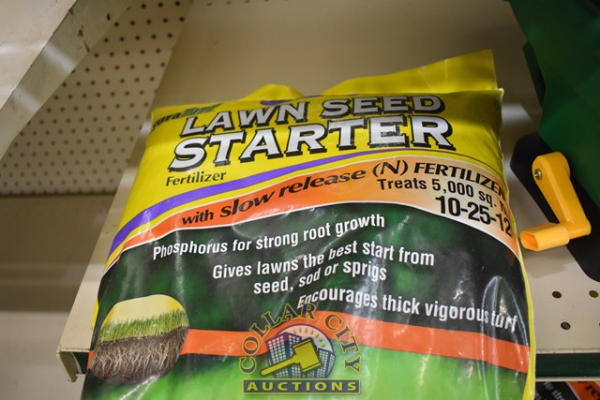 LAWN SEED
STARTER
Fertilizer
with slow release (N) FERTILIZER
Treats 5,000 sq.
10-25-12
Phosphorus for strong root growth
Gives lawns the best start from
seed, sod or sprigs
Encourages thick vigorous turf
COLLAR CITY
AUCTIONS